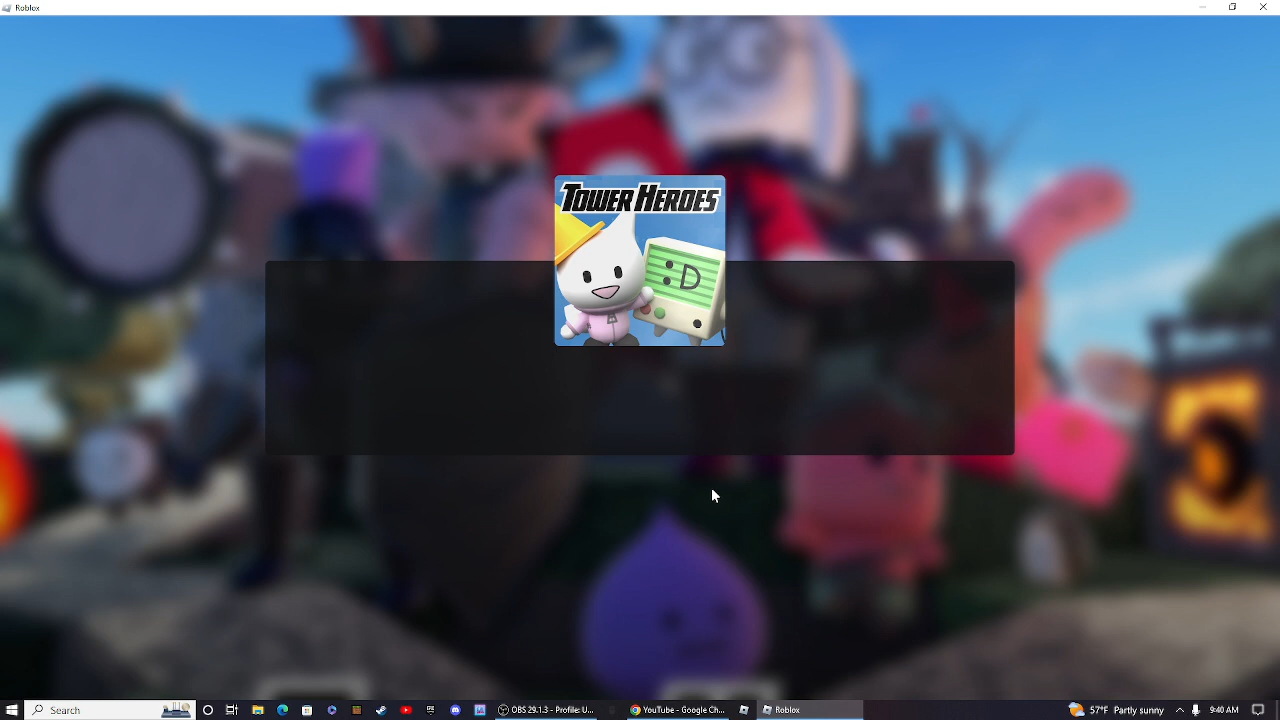 Roblox
TOWER HEROES
:D
Search
OBS 29.1.3 - Profile: U...
YouTube - Google Ch...
Roblox
57°F Partly sunny
9:40 AM